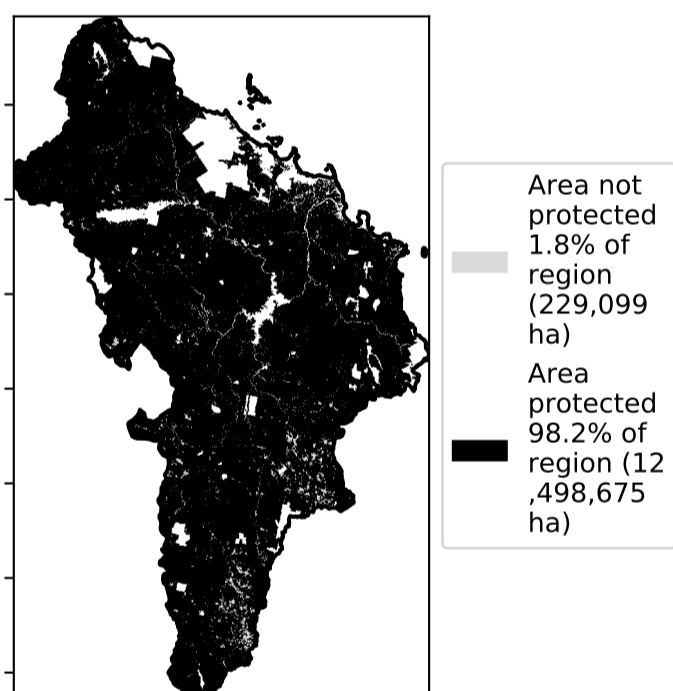 Area not
protected
1.8% of
region
(229,099
ha)
Area
protected
98.2% of
region (12
,498,675
ha)